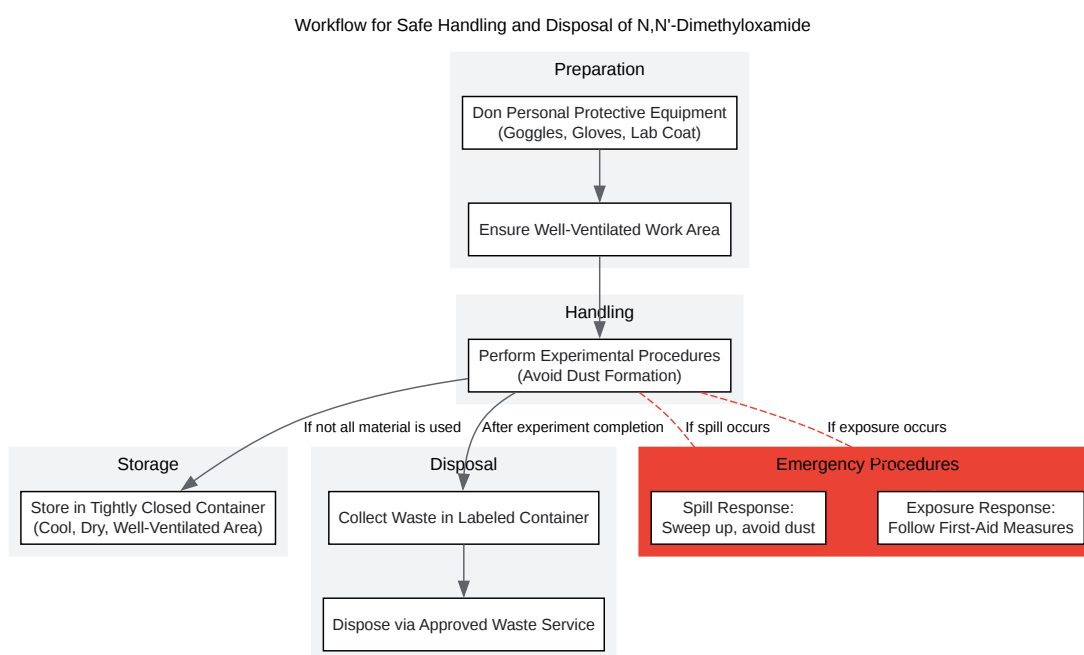 Workflow for Safe Handling and Disposal of N,N'-Dimethyloxamide
Preparation
Don Personal Protective Equipment
(Goggles, Gloves, Lab Coat)
Ensure Well-Ventilated Work Area
Handling
Perform Experimental Procedures
(Avoid Dust Formation)
If not all material is used
After experiment completion
If spill occurs
If exposure occurs
Storage
Store in Tightly Closed Container
(Cool, Dry, Well-Ventilated Area)
Disposal
Collect Waste in Labeled Container
Dispose via Approved Waste Service
Emergency Procedures
Spill Response:
Sweep up, avoid dust
Exposure Response:
Follow First-Aid Measures